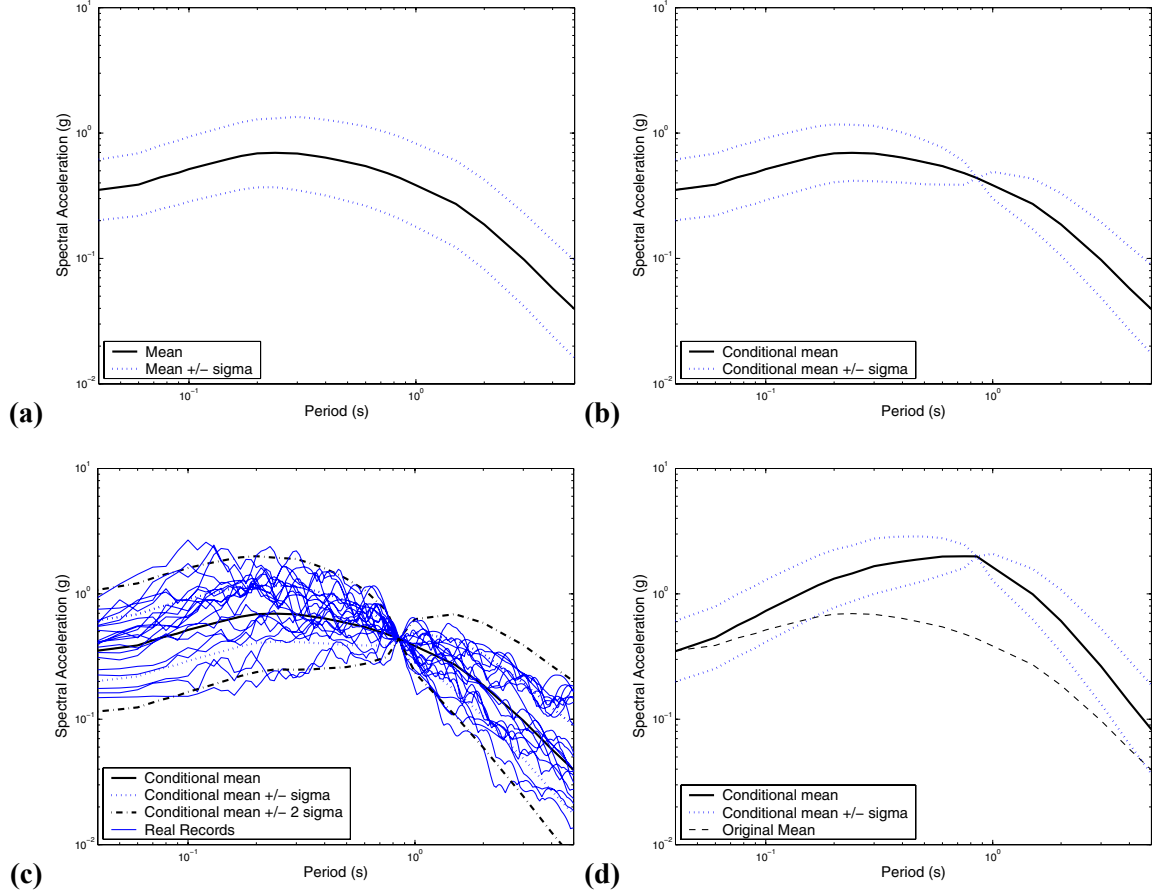 10^1
10^0
10^-1
10^-2
Spectral Acceleration (g)
Mean
Mean +/− sigma
10^-1
10^0
Period (s)
(a)
10^1
10^0
10^-1
10^-2
Spectral Acceleration (g)
Conditional mean
Conditional mean +/− sigma
10^-1
10^0
Period (s)
(b)
10^1
10^0
10^-1
10^-2
Spectral Acceleration (g)
Conditional mean
Conditional mean +/− sigma
Conditional mean +/− 2 sigma
Real Records
10^-1
10^0
Period (s)
(c)
10^1
10^0
10^-1
10^-2
Spectral Acceleration (g)
Conditional mean
Conditional mean +/− sigma
Original Mean
10^-1
10^0
Period (s)
(d)